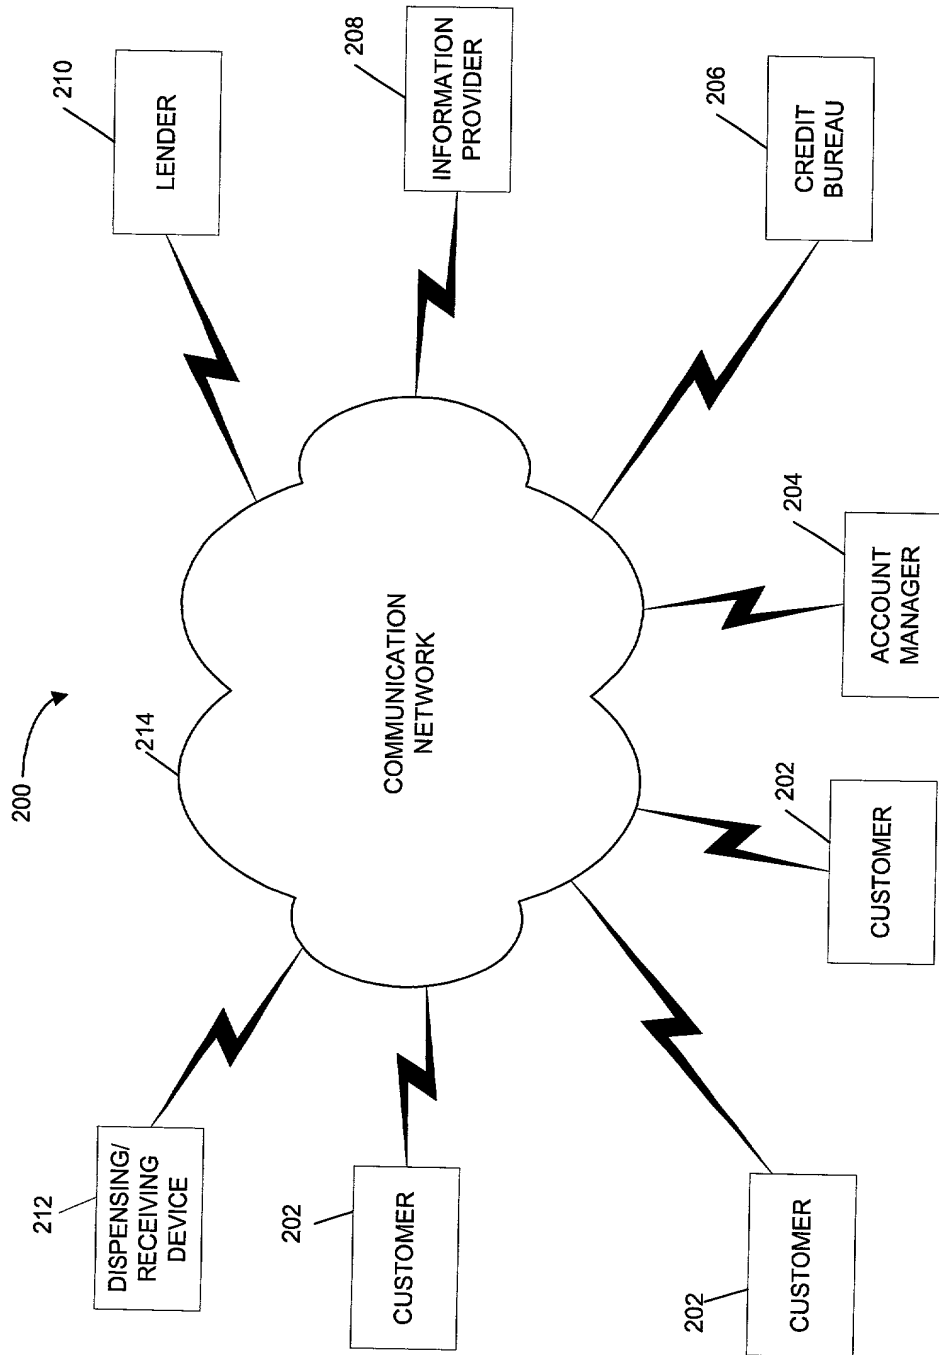 200
214
COMMUNICATION
NETWORK
212
DISPENSING/
RECEIVING
DEVICE
202
CUSTOMER
202
CUSTOMER
202
CUSTOMER
204
ACCOUNT
MANAGER
206
CREDIT
BUREAU
208
INFORMATION
PROVIDER
210
LENDER